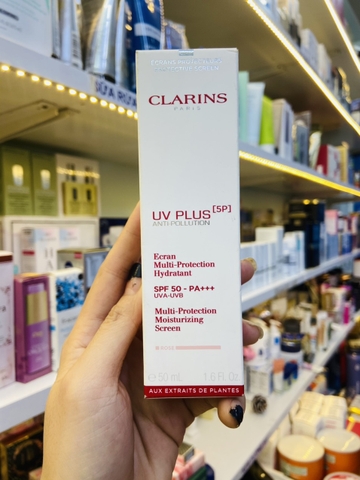 CLARINS
PARIS
UV PLUS [5P]
ANTI-POLLUTION
Ecran
Multi-Protection
Hydratant
SPF 50 - PA+++
UVA-UVB
Multi-Protection
Moisturizing
Screen
50 mL 1.6 Fl. Oz
AUX EXTRAITS DE PLANTES